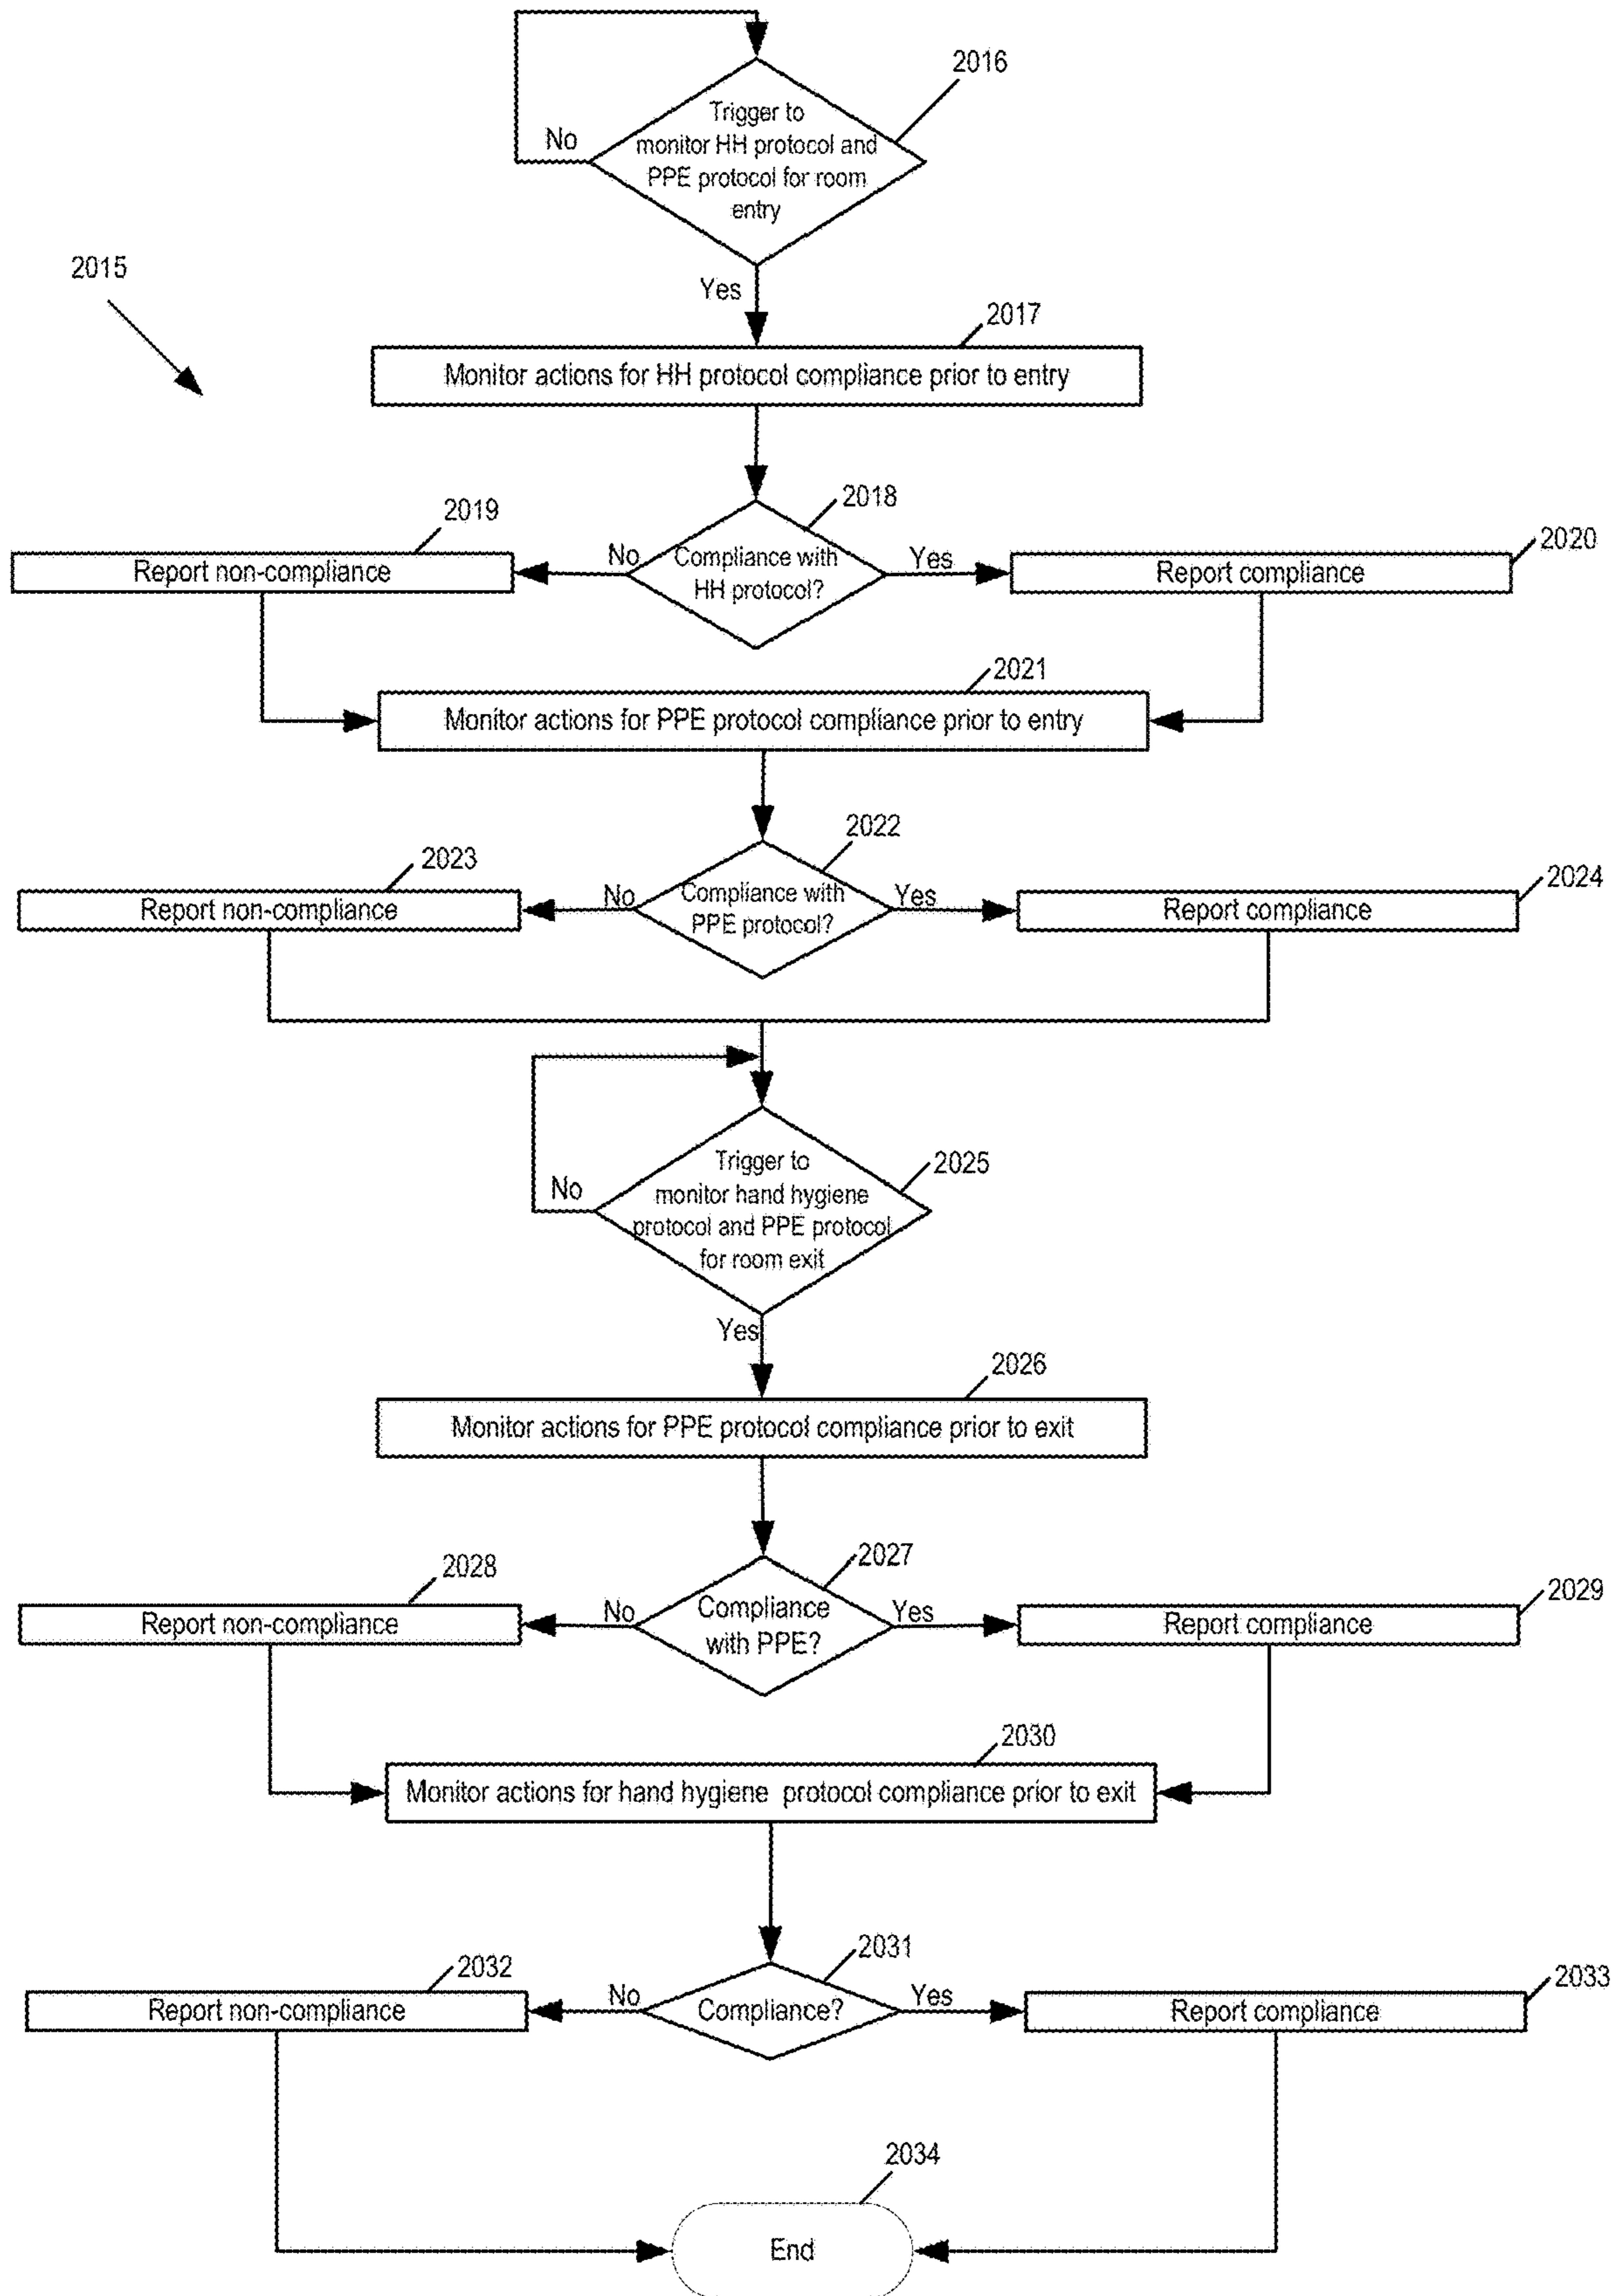 2016
Trigger to
monitor HH protocol and
PPE protocol for room
entry
No
Yes
2015
2017
Monitor actions for HH protocol compliance prior to entry
2018
2019
2020
No
Compliance with
HH protocol?
Yes
Report non-compliance
Report compliance
2021
Monitor actions for PPE protocol compliance prior to entry
2022
2023
2024
No
Compliance with
PPE protocol?
Yes
Report non-compliance
Report compliance
2025
Trigger to
monitor hand hygiene
protocol and PPE protocol
for room exit
No
Yes
2026
Monitor actions for PPE protocol compliance prior to exit
2027
2028
2029
No
Compliance
with PPE?
Yes
Report non-compliance
Report compliance
2030
Monitor actions for hand hygiene protocol compliance prior to exit
2031
2032
2033
No
Compliance?
Yes
Report non-compliance
Report compliance
2034
End